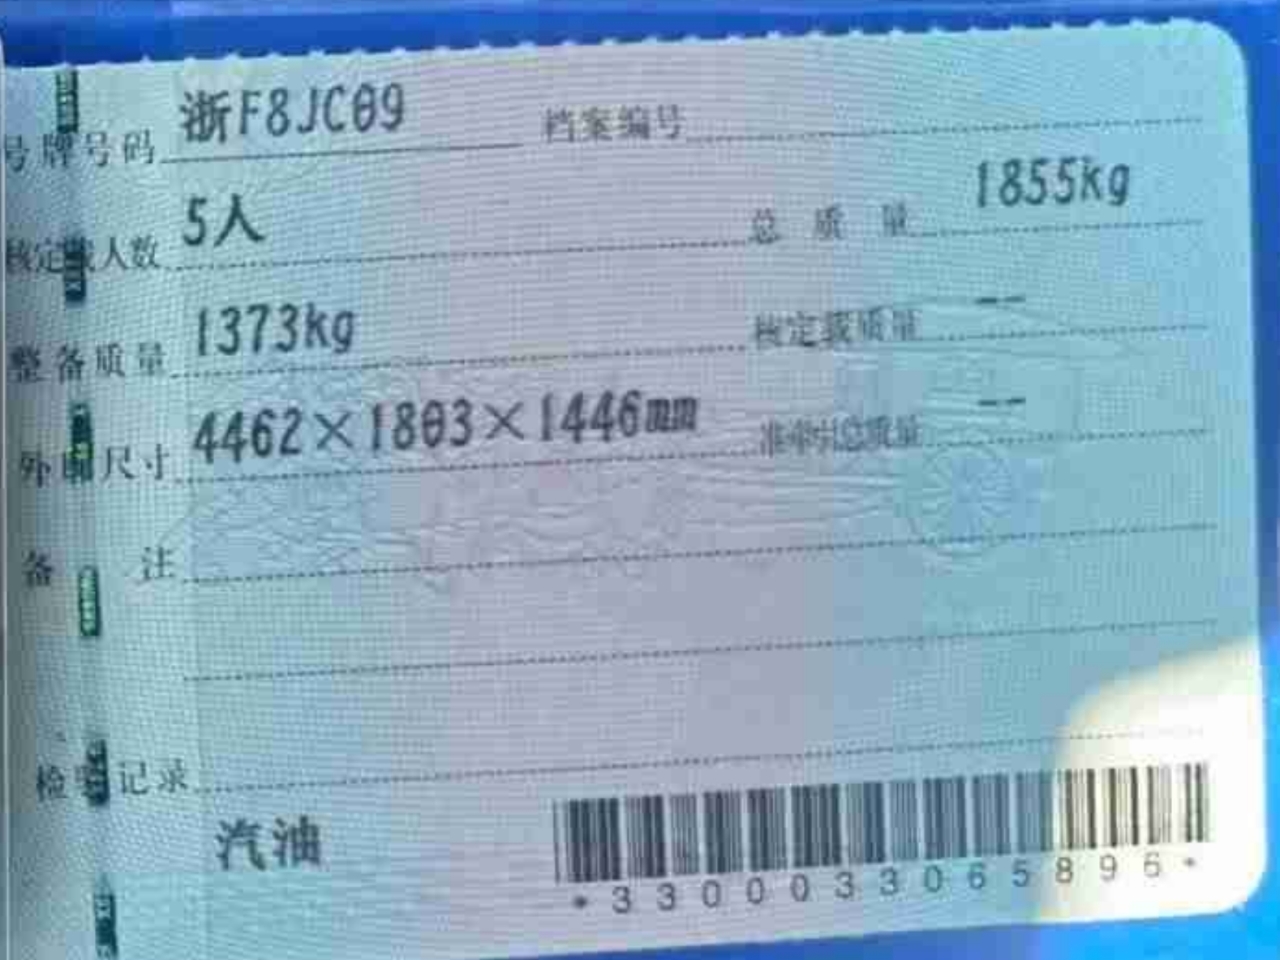 号牌号码 浙F8JC09 档案编号
核定载人数 5人 总质量 1855kg
整备质量 1373kg 核定载质量 --
外廓尺寸 4462×1803×1446mm 准牵引总质量 --
备注
检验记录
汽油
*3300033065896*